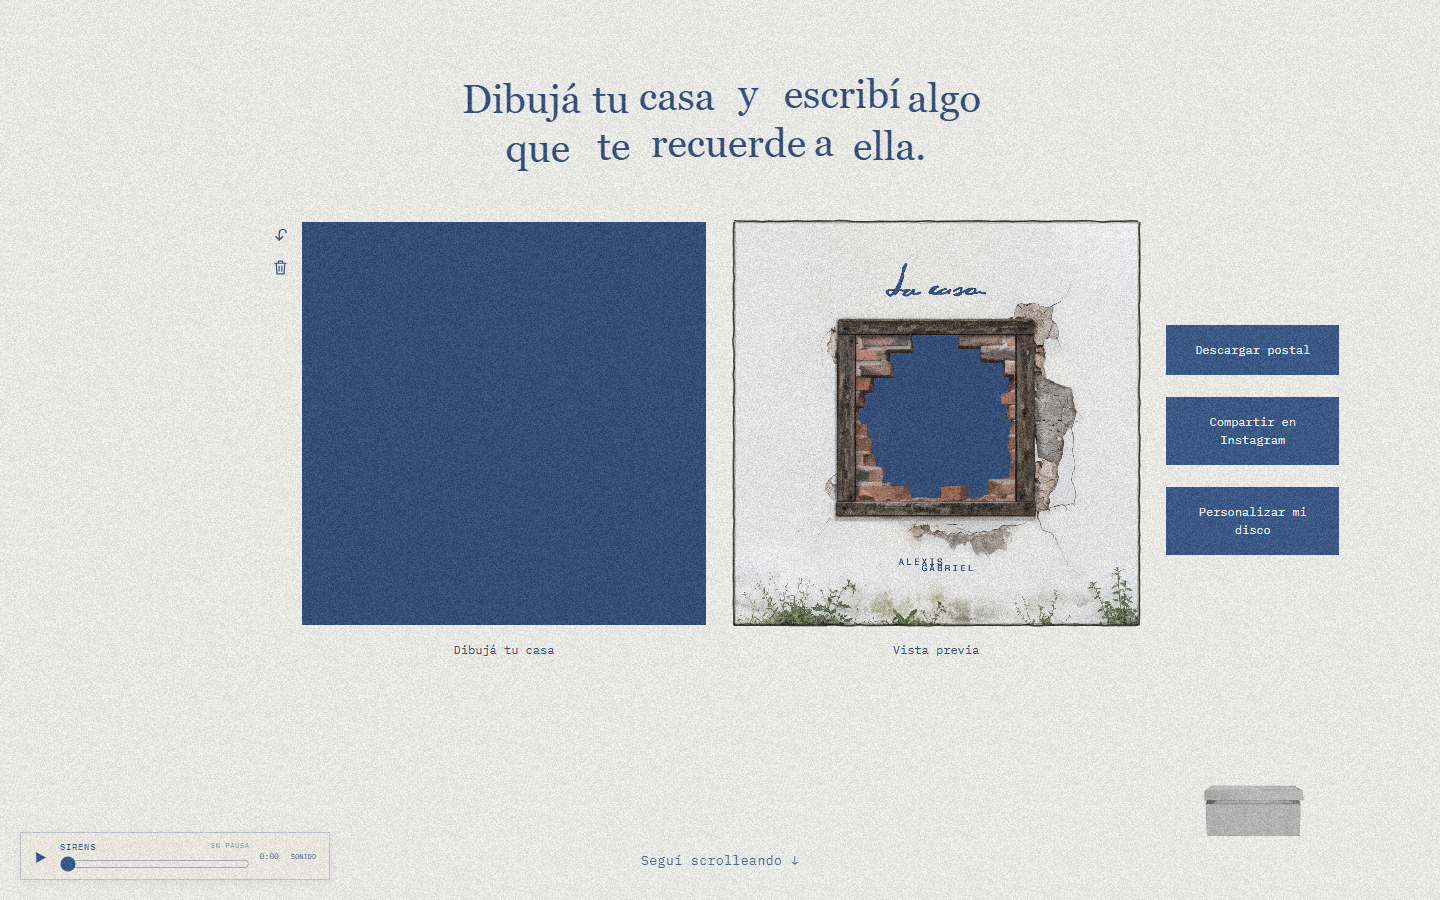 Dibujá tu casa y escribí algo
que te recuerde a ella.
La casa
ALEXIS
GABRIEL
Descargar postal
Compartir en
Instagram
Personalizar mi
disco
Dibujá tu casa
Vista previa
SIRENS
EN PAUSA
0:00
SONIDO
Seguí scrolleando ↓